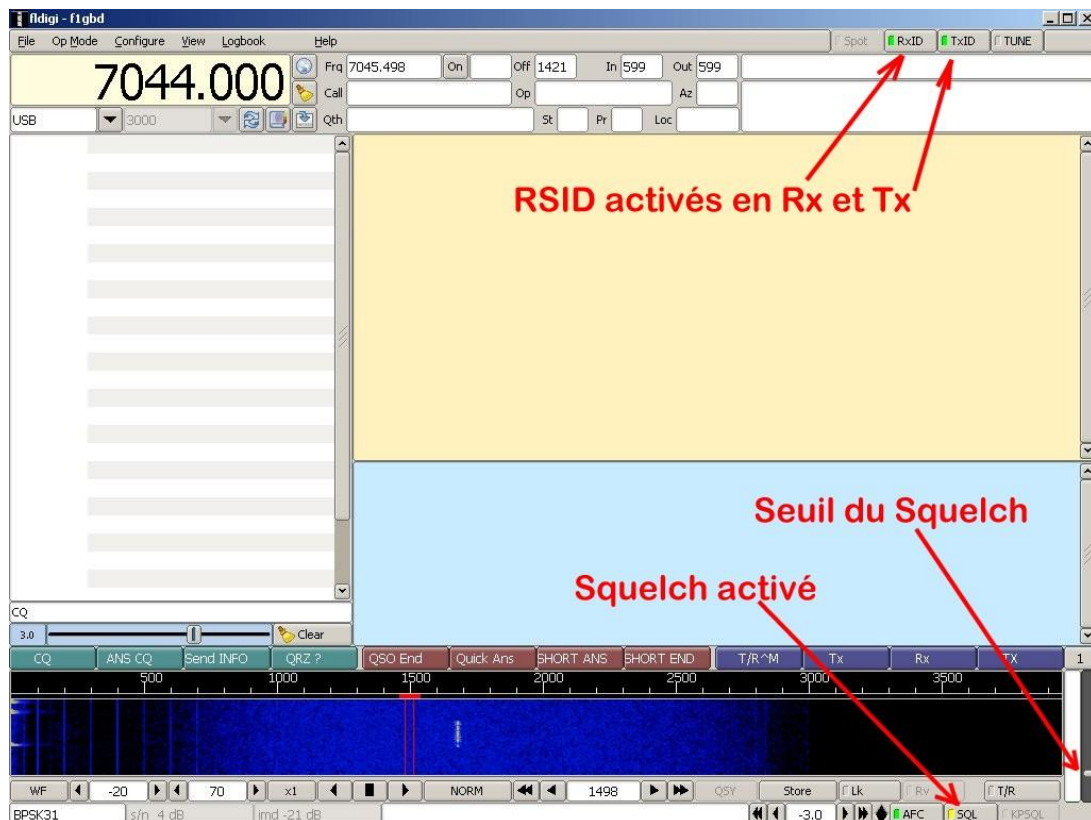 fldigi - f1gbd
File Op Mode Configure View Logbook Help Spot RxID TxID TUNE
7044.000 Frq 7045.498 On Off 1421 In 599 Out 599
Call Op Az
USB 3000 Qth St Pr Loc
RSID activés en Rx et Tx
Seuil du Squelch
Squelch activé
CQ
3.0 Clear
CQ ANS CQ Send INFO QRZ ? QSO End Quick Ans SHORT ANS SHORT END T/R^M Tx Rx TX 1
500 1000 1500 2000 2500 3000 3500
WF -20 70 x1 NORM 1498 QSY Store Lk Rv T/R
BPSK31 s/n 4 dB imd -21 dB -3.0 AFC SQL KPSQL